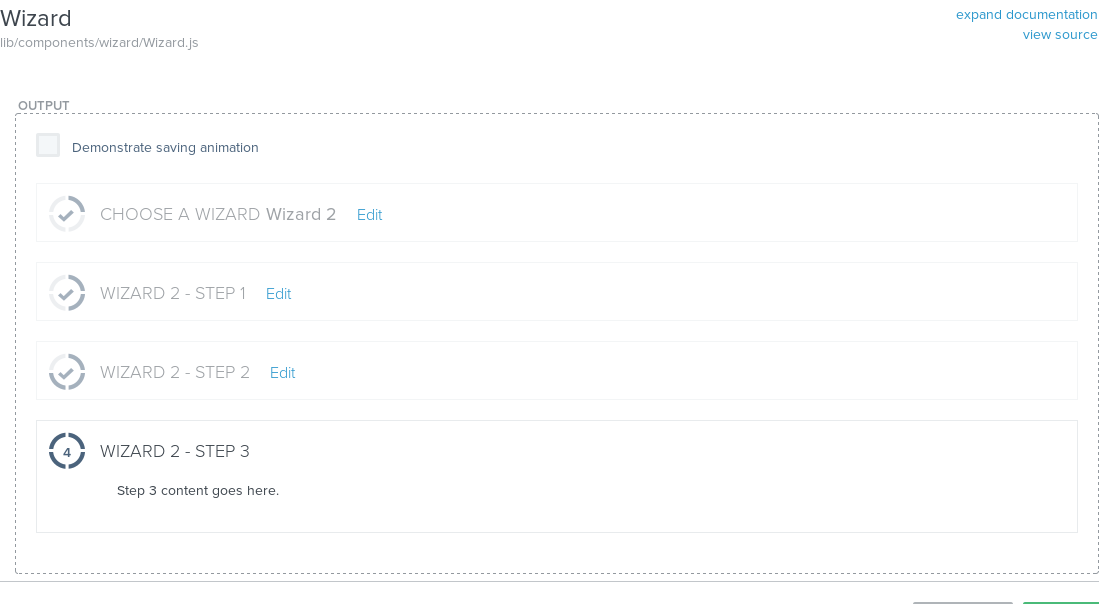 Wizard
expand documentation
lib/components/wizard/Wizard.js
view source
OUTPUT
Demonstrate saving animation
CHOOSE A WIZARD Wizard 2 Edit
WIZARD 2 - STEP 1 Edit
WIZARD 2 - STEP 2 Edit
4 WIZARD 2 - STEP 3
Step 3 content goes here.